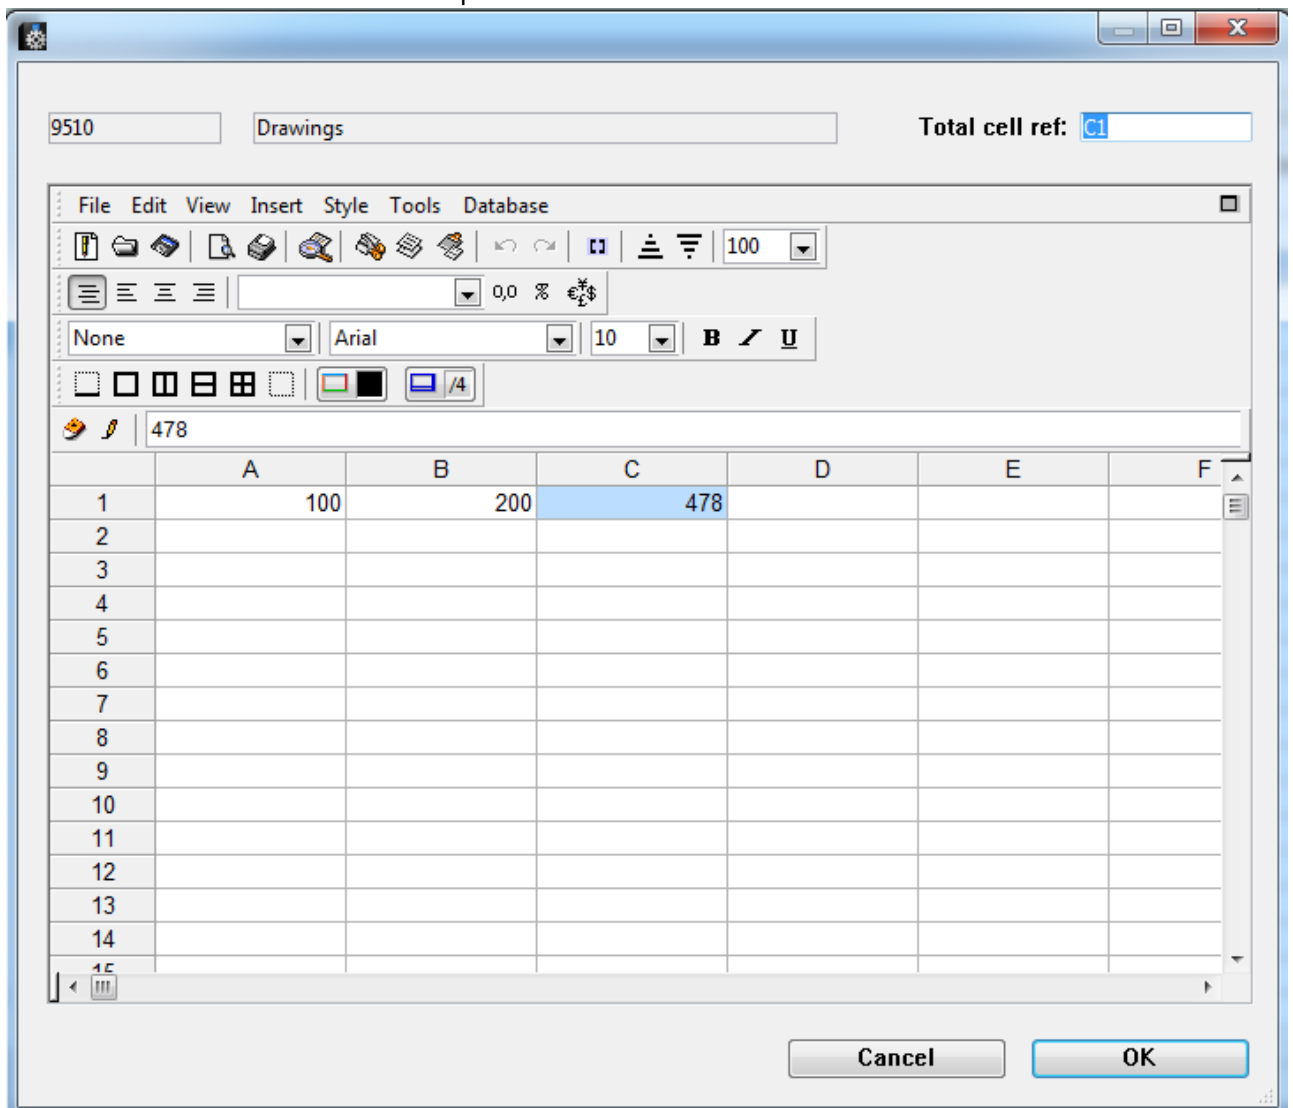 9510 Drawings Total cell ref: C1
File Edit View Insert Style Tools Database
100
0,0 % €¥£$
None Arial 10 B I U
/4
478
A B C D E F
1 100 200 478
2
3
4
5
6
7
8
9
10
11
12
13
14
15
Cancel OK